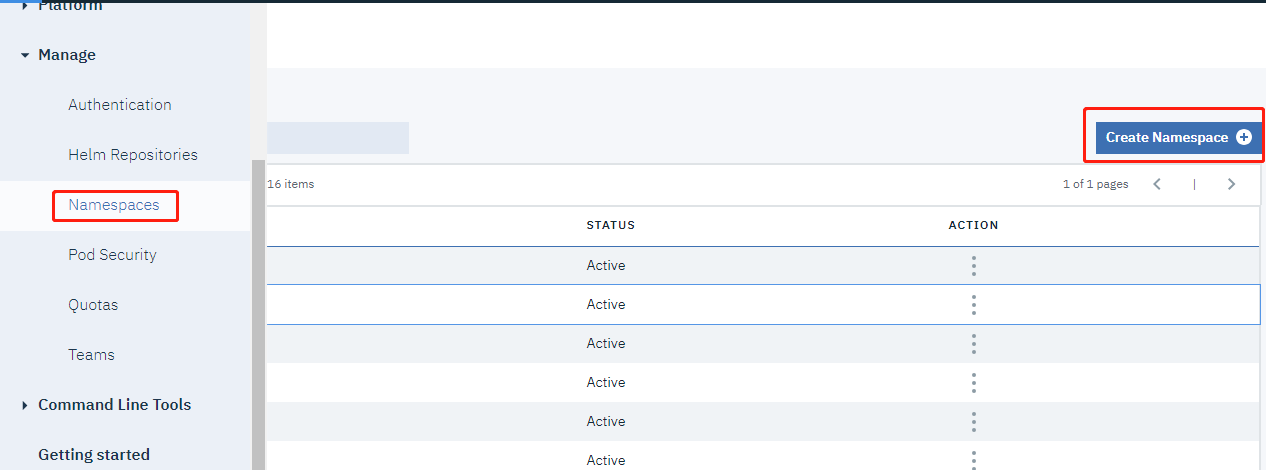 Platform
Manage
Authentication
Helm Repositories
Namespaces
Pod Security
Quotas
Teams
Command Line Tools
Getting started
Create Namespace
16 items
1 of 1 pages
|
STATUS ACTION
Active
Active
Active
Active
Active
Active